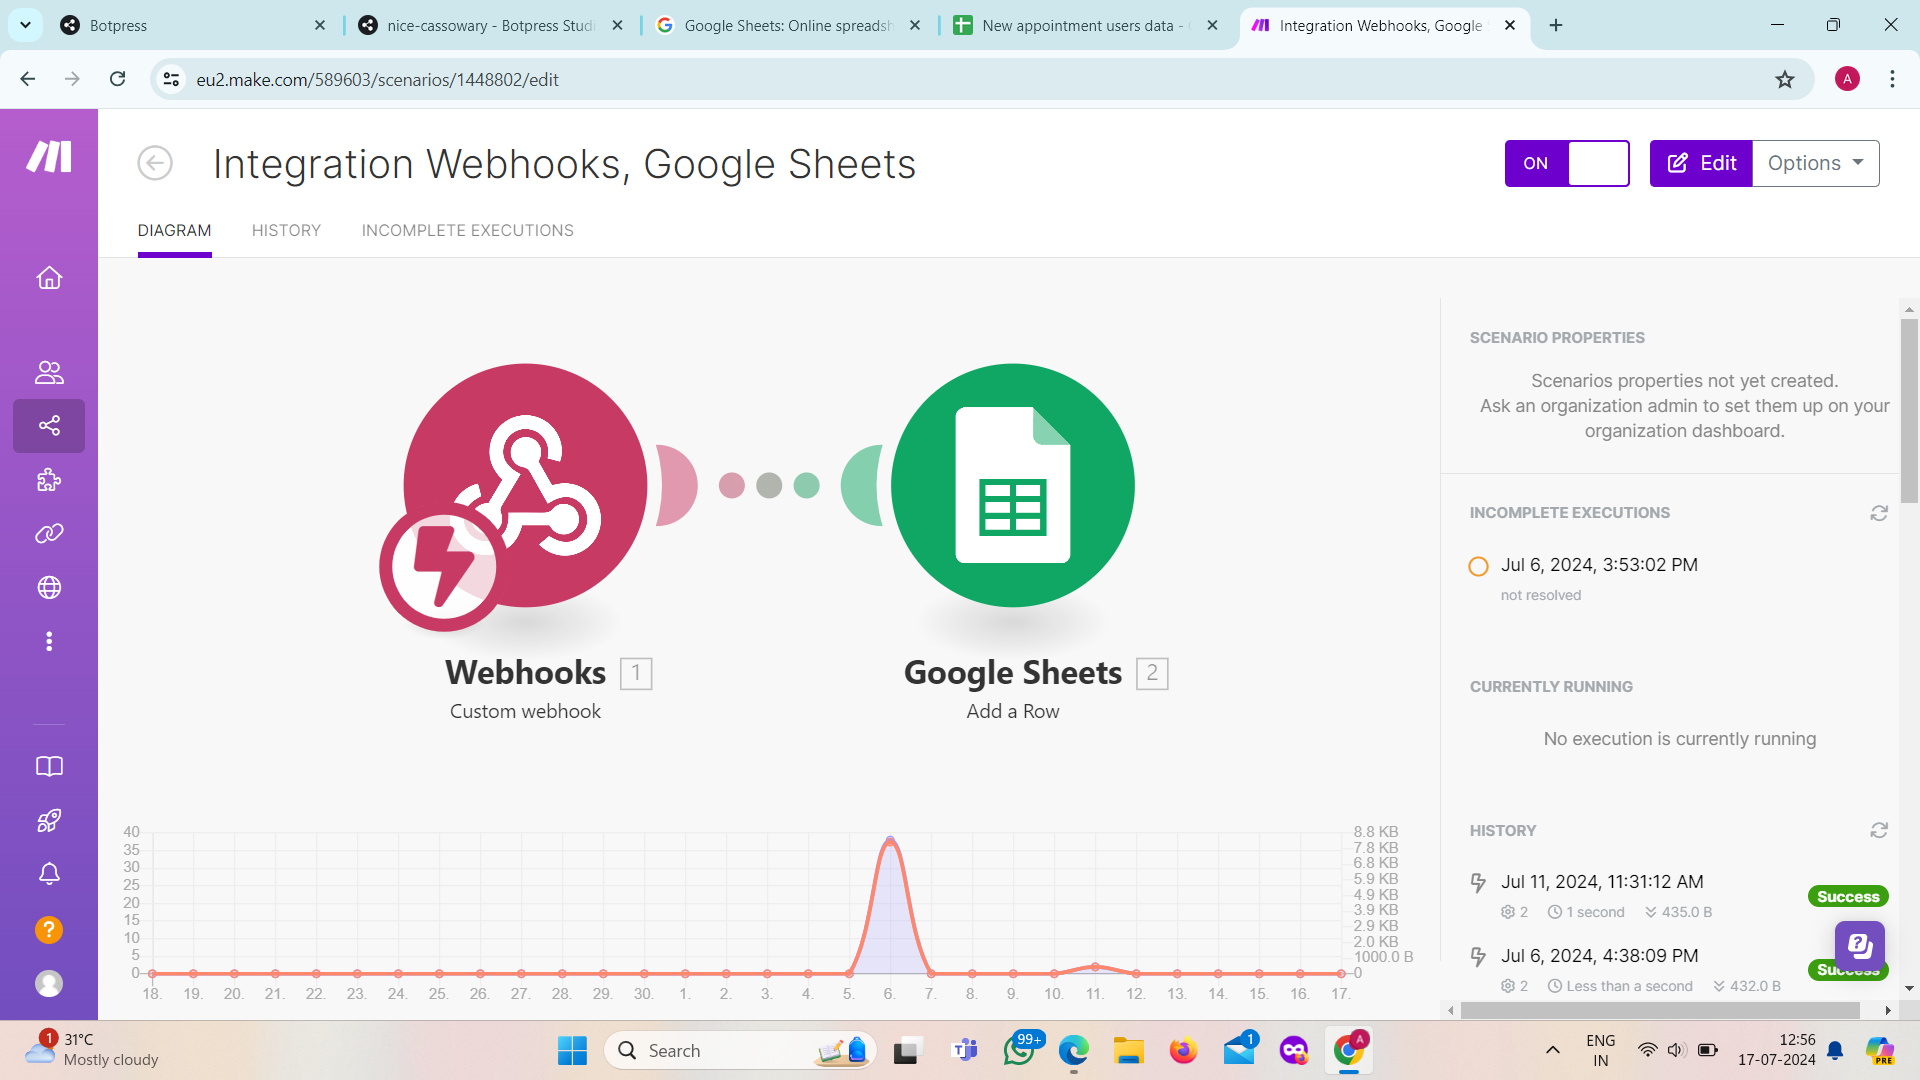 Botpress
nice-cassowary - Botpress Studi
Google Sheets: Online spreadsh
New appointment users data -
Integration Webhooks, Google
eu2.make.com/589603/scenarios/1448802/edit
A
Integration Webhooks, Google Sheets
ON
Edit
Options
DIAGRAM
HISTORY
INCOMPLETE EXECUTIONS
Webhooks 1
Custom webhook
Google Sheets 2
Add a Row
SCENARIO PROPERTIES
Scenarios properties not yet created.
Ask an organization admin to set them up on your
organization dashboard.
INCOMPLETE EXECUTIONS
Jul 6, 2024, 3:53:02 PM
not resolved
CURRENTLY RUNNING
No execution is currently running
HISTORY
Jul 11, 2024, 11:31:12 AM
Success
2 1 second 435.0 B
Jul 6, 2024, 4:38:09 PM
Success
2 Less than a second 432.0 B
40
35
30
25
20
15
10
5
0
8.8 KB
7.8 KB
6.8 KB
5.9 KB
4.9 KB
3.9 KB
2.9 KB
2.0 KB
1000.0 B
0
18. 19. 20. 21. 22. 23. 24. 25. 26. 27. 28. 29. 30. 1. 2. 3. 4. 5. 6. 7. 8. 9. 10. 11. 12. 13. 14. 15. 16. 17.
1
31°C
Mostly cloudy
Search
99+
1
A
ENG
IN
12:56
17-07-2024
PRE